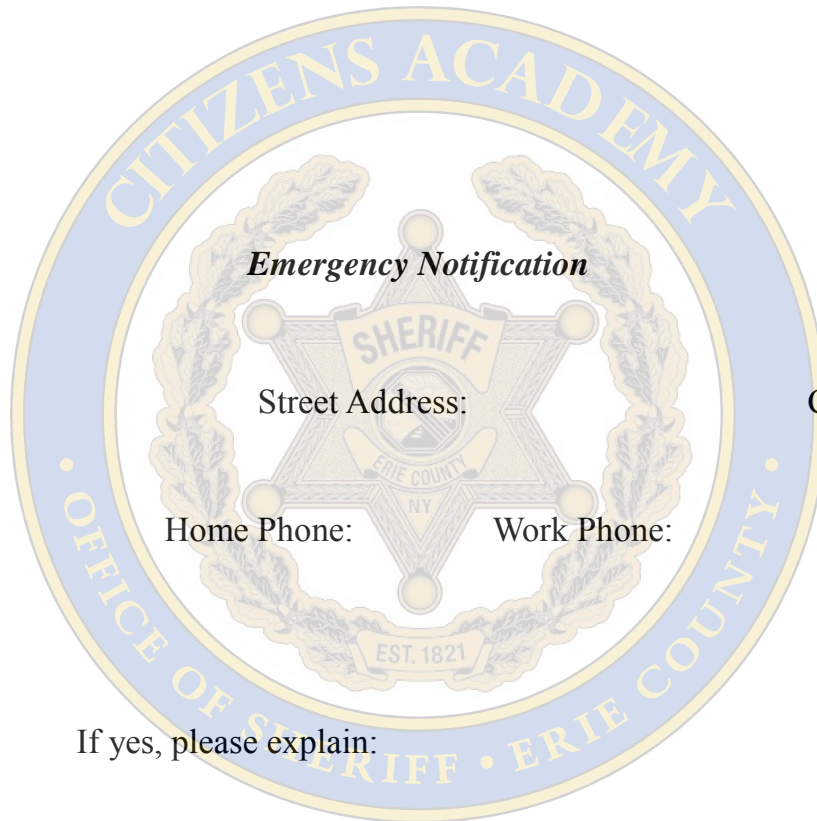 CITIZENS ACADEMY
Emergency Notification
SHERIFF
Street Address:
ERIE COUNTY
NY
Home Phone: Work Phone:
EST. 1821
If yes, please explain:
• OFFICE OF SHERIFF • ERIE COUNTY •